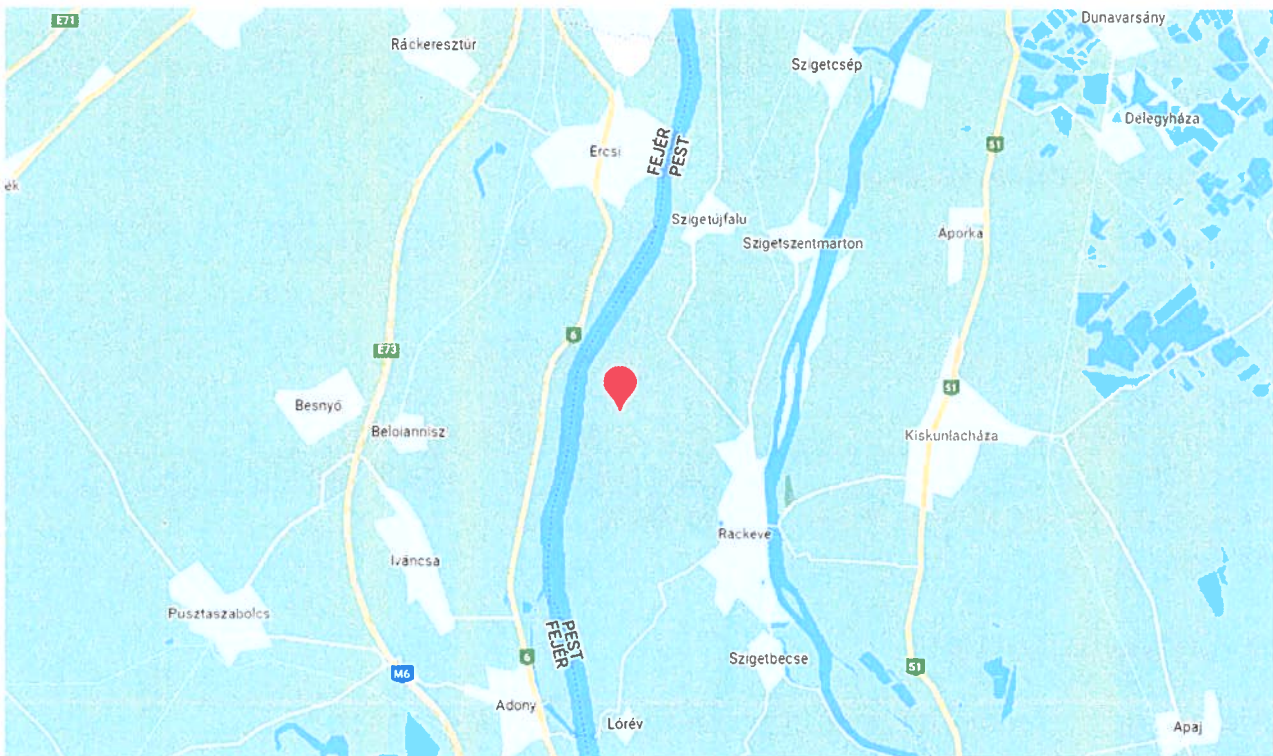 E71
Ráckeresztúr
Dunavarsány
Szigetcsép
Delegyháza
Ercsi
FEJÉR
PEST
51
ék
Szigetújfalu
Szigetszentmárton
Áporka
6
E73
51
Besnyő
Beloiannisz
Kiskunlacháza
Ráckeve
Iváncsa
Pusztaszabolcs
PEST
FEJÉR
6
Szigetbecse
51
M6
Adony
Lórév
Apaj